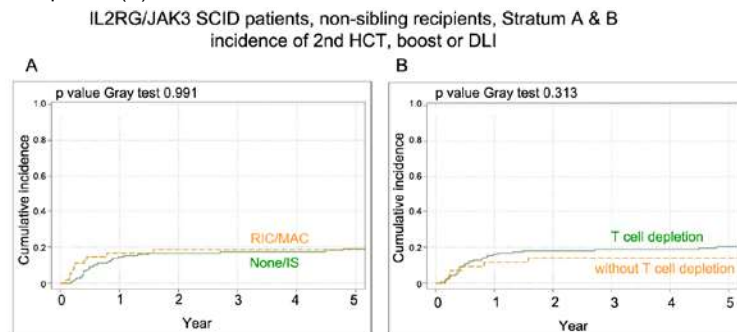 IL2RG/JAK3 SCID patients, non-sibling recipients, Stratum A & B
incidence of 2nd HCT, boost or DLI
A
p value Gray test 0.991
Cumulative incidence
1.0
0.8
0.6
0.4
0.2
0.0
RIC/MAC
None/IS
0 1 2 3 4 5
Year
B
p value Gray test 0.313
Cumulative incidence
1.0
0.8
0.6
0.4
0.2
0.0
T cell depletion
without T cell depletion
0 1 2 3 4 5
Year